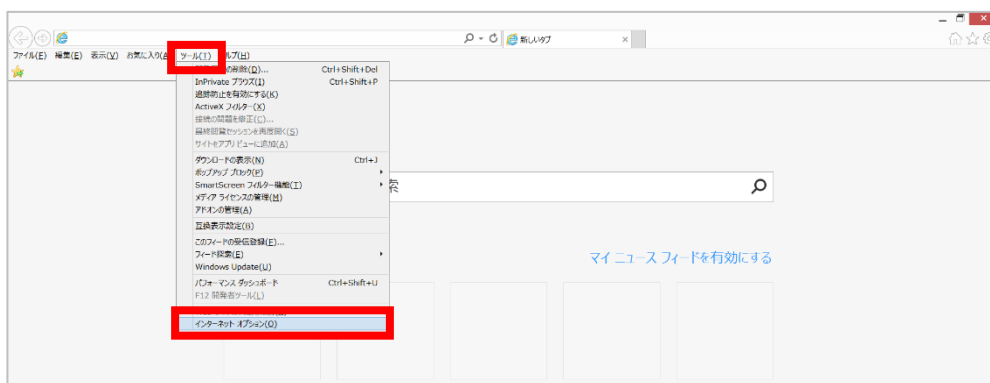 新しいタブ
ファイル(F) 編集(E) 表示(V) お気に入り(A ツール(T) ルプ(H)
の削除(D)... Ctrl+Shift+Del
InPrivate ブラウズ(I) Ctrl+Shift+P
追跡防止を有効にする(K)
ActiveX フィルター(X)
接続の問題を修正(C)...
最終閲覧セッションを再度開く(S)
サイトをアプリ ビューに追加(A)
ダウンロードの表示(N) Ctrl+J
ポップアップ ブロック(P)
SmartScreen フィルター機能(T)
メディア ライセンスの管理(M)
アドオンの管理(A)
互換表示設定(B)
このフィードの受信登録(F)...
フィード探索(E)
Windows Update(U)
パフォーマンス ダッシュボード Ctrl+Shift+U
F12 開発者ツール(L)
インターネット オプション(O)
索
マイ ニュース フィードを有効にする